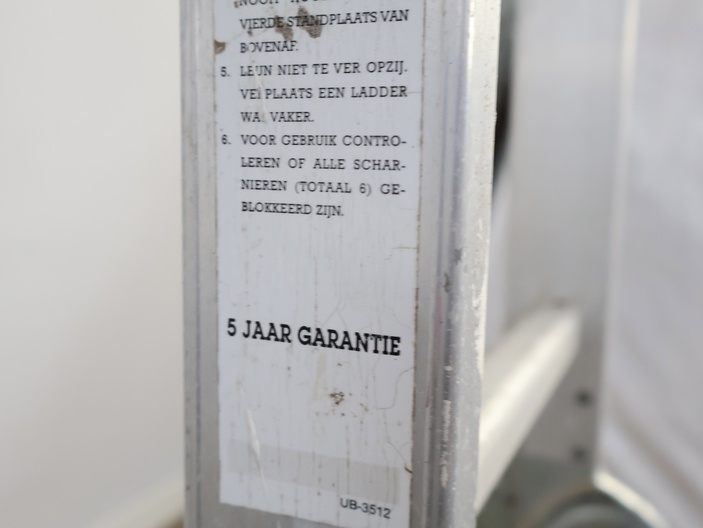 VIERDE STANDPLAATS VAN
BOVENAF.
5. LEUN NIET TE VER OPZIJ.
VERPLAATS EEN LADDER
WAT VAKER.
6. VOOR GEBRUIK CONTRO-
LEREN OF ALLE SCHAR-
NIEREN (TOTAAL 6) GE-
BLOKKEERD ZIJN.
5 JAAR GARANTIE
UB-3512